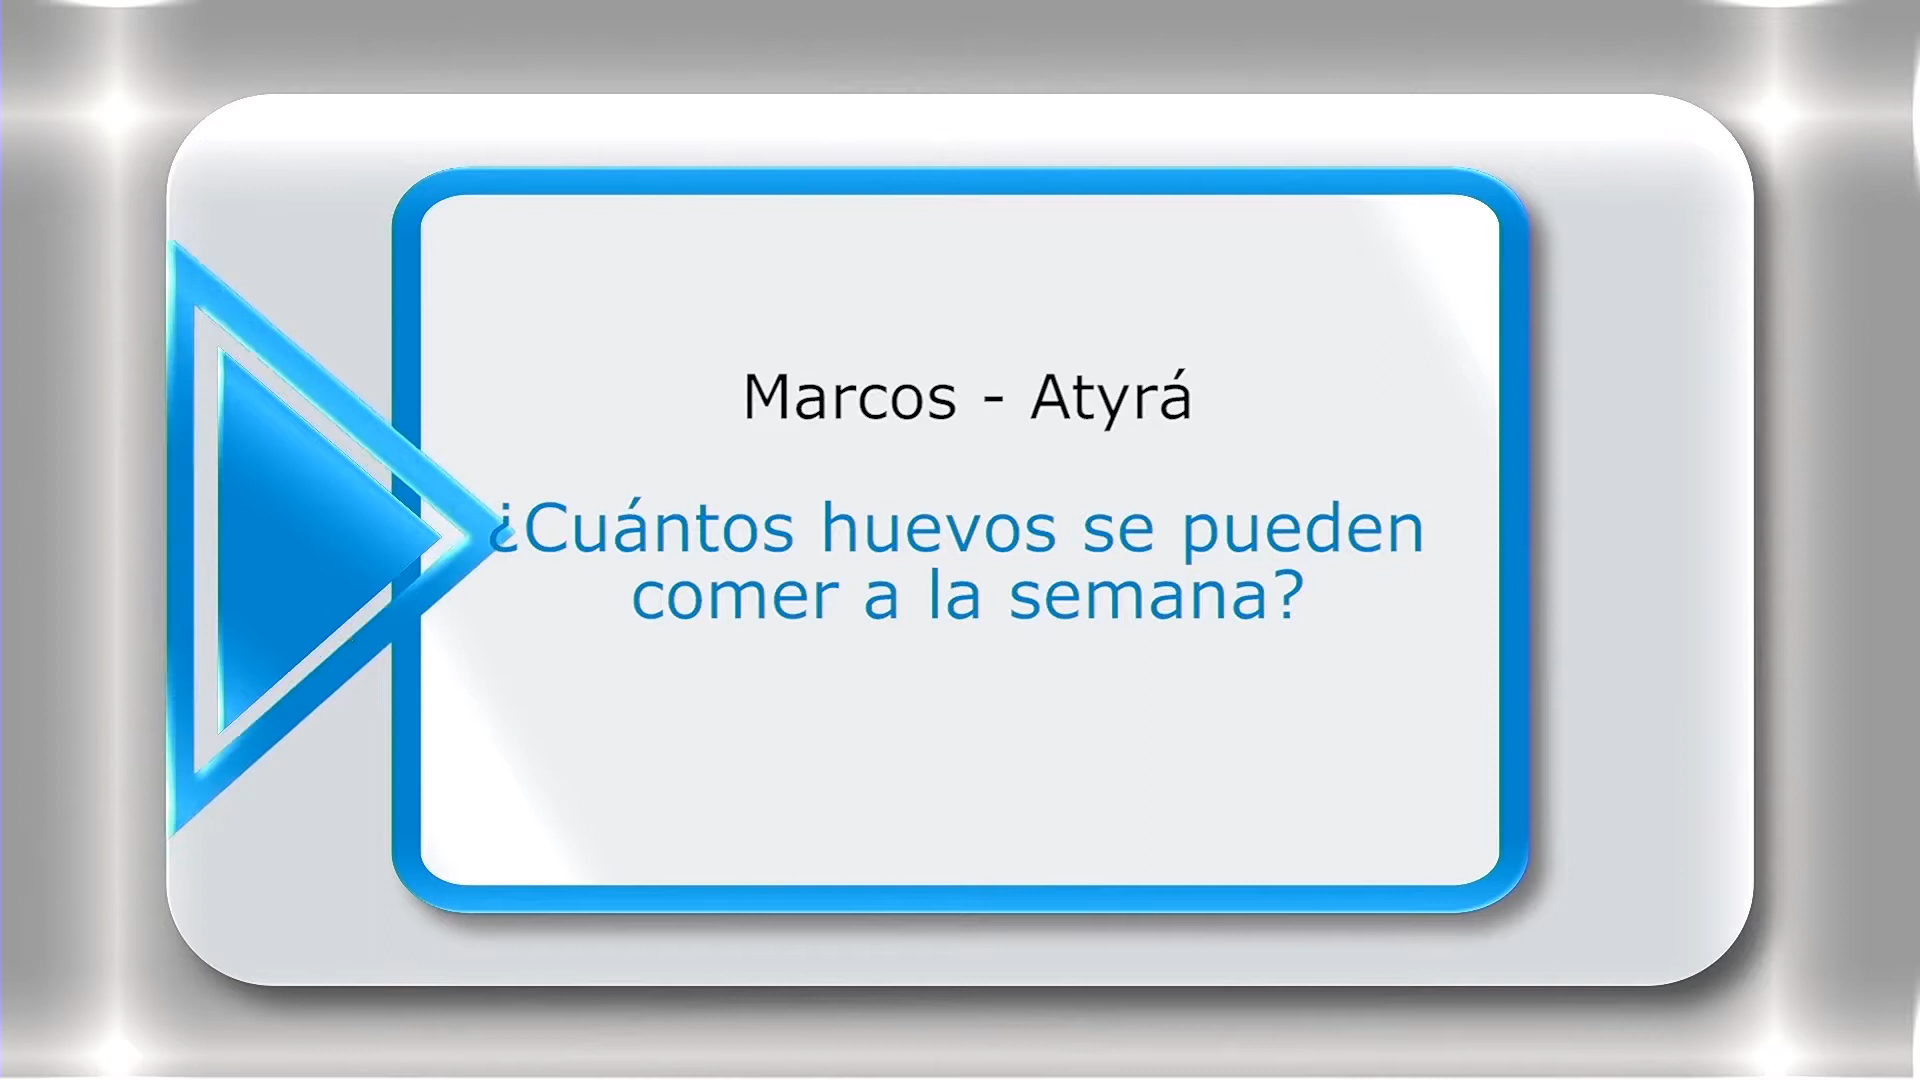 Marcos - Atyrá
¿Cuántos huevos se pueden
comer a la semana?